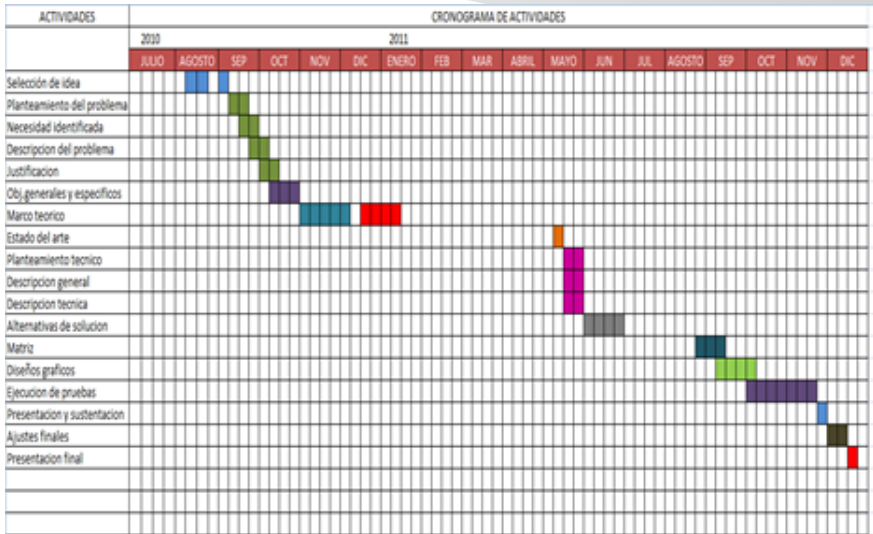 ACTIVIDADES CRONOGRAMA DE ACTIVIDADES
2010 2011
JULIO AGOSTO SEP OCT NOV DIC ENERO FEB MAR ABRIL MAYO JUN JUL AGOSTO SEP OCT NOV DIC
Selección de idea
Planteamiento del problema
Necesidad identificada
Descripcion del problema
Justificacion
Obj.generales y especificos
Marco teorico
Estado del arte
Planteamiento tecnico
Descripcion general
Descripcion tecnica
Alternativas de solucion
Matriz
Diseños graficos
Ejecucion de pruebas
Presentacion y sustentacion
Ajustes finales
Presentacion final